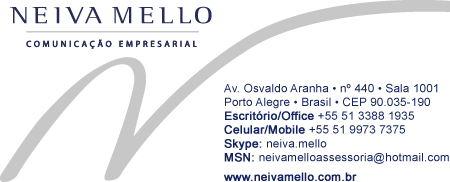 NEIVA MELLO
COMUNICAÇÃO EMPRESARIAL
Av. Osvaldo Aranha • nº 440 • Sala 1001
Porto Alegre • Brasil • CEP 90.035-190
Escritório/Office +55 51 3388 1935
Celular/Mobile +55 51 9973 7375
Skype: neiva.mello
MSN: neivamelloassessoria@hotmail.com
www.neivamello.com.br